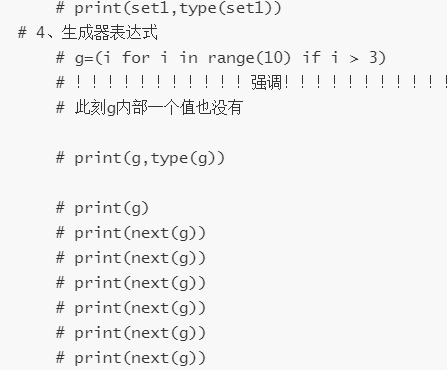 # print(set1,type(set1))
# 4、生成器表达式
# g=(i for i in range(10) if i > 3)
# ！！！！！！！！！！！强调！！！！！！！！！！！
# 此刻g内部一个值也没有
# print(g,type(g))
# print(g)
# print(next(g))
# print(next(g))
# print(next(g))
# print(next(g))
# print(next(g))
# print(next(g))